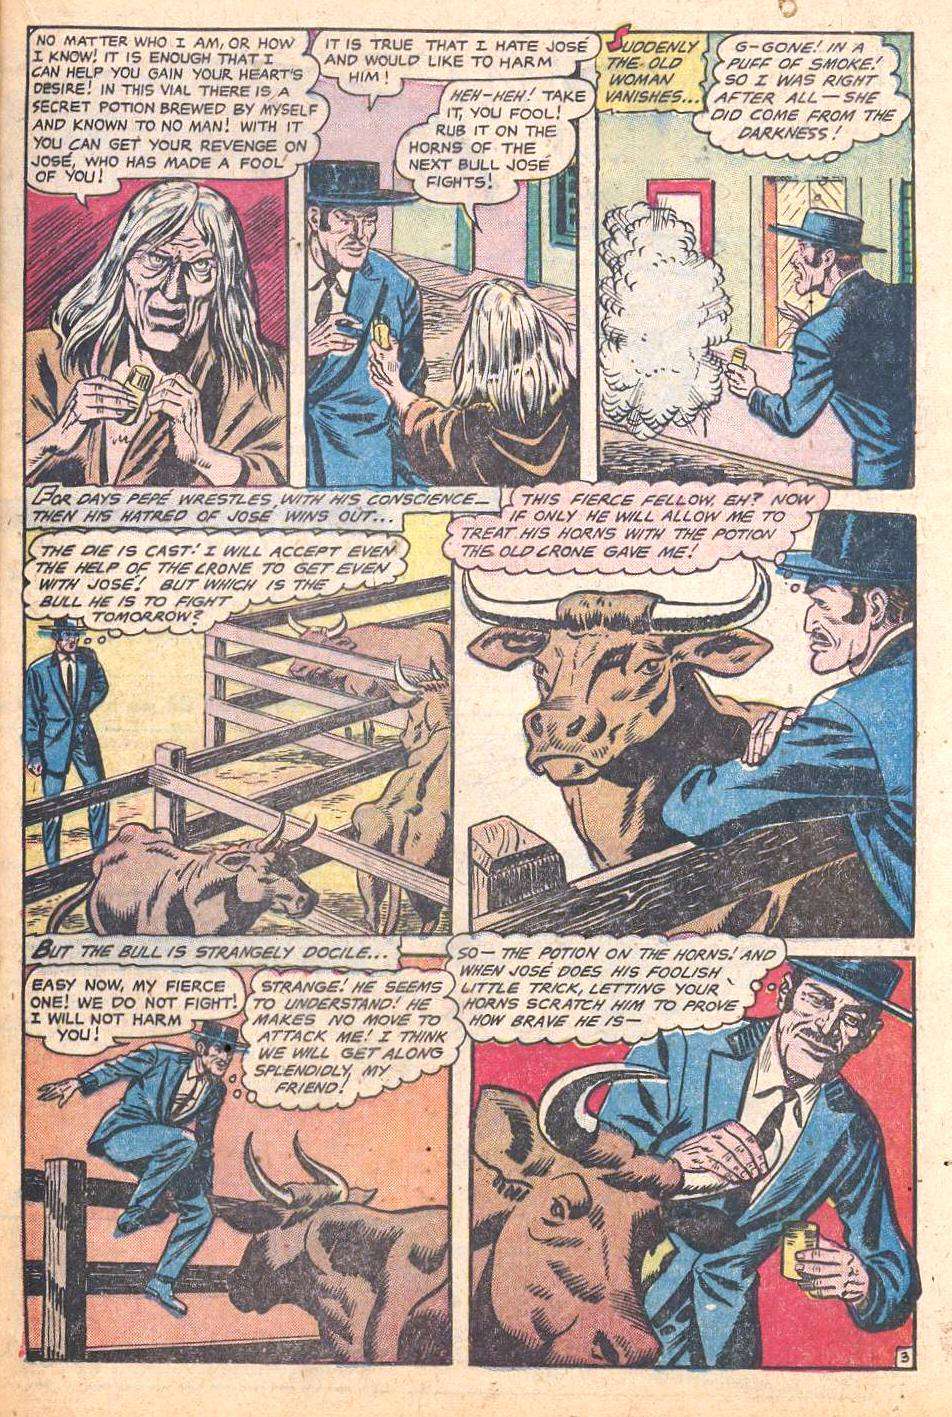 NO MATTER WHO I AM, OR HOW
I KNOW! IT IS ENOUGH THAT I
CAN HELP YOU GAIN YOUR HEART'S
DESIRE! IN THIS VIAL THERE IS A
SECRET POTION BREWED BY MYSELF
AND KNOWN TO NO MAN! WITH IT
YOU CAN GET YOUR REVENGE ON
JOSÉ, WHO HAS MADE A FOOL
OF YOU!
IT IS TRUE THAT I HATE JOSÉ
AND WOULD LIKE TO HARM
HIM!
HEH-HEH! TAKE
IT, YOU FOOL!
RUB IT ON THE
HORNS OF THE
NEXT BULL JOSÉ
FIGHTS!
SUDDENLY
THE OLD
WOMAN
VANISHES...
G-GONE! IN A
PUFF OF SMOKE!
SO I WAS RIGHT
AFTER ALL—SHE
DID COME FROM THE
DARKNESS!
FOR DAYS PEPÉ WRESTLES WITH HIS CONSCIENCE—
THEN HIS HATRED OF JOSÉ WINS OUT...
THE DIE IS CAST! I WILL ACCEPT EVEN
THE HELP OF THE CRONE TO GET EVEN
WITH JOSÉ! BUT WHICH IS THE
BULL HE IS TO FIGHT
TOMORROW?
THIS FIERCE FELLOW, EH? NOW
IF ONLY HE WILL ALLOW ME TO
TREAT HIS HORNS WITH THE POTION
THE OLD CRONE GAVE ME!
BUT THE BULL IS STRANGELY DOCILE...
EASY NOW, MY FIERCE
ONE! WE DO NOT FIGHT!
I WILL NOT HARM
YOU!
STRANGE! HE SEEMS
TO UNDERSTAND! HE
MAKES NO MOVE TO
ATTACK ME! I THINK
WE WILL GET ALONG
SPLENDIDLY, MY
FRIEND!
SO— THE POTION ON THE HORNS! AND
WHEN JOSÉ DOES HIS FOOLISH
LITTLE TRICK, LETTING YOUR
HORNS SCRATCH HIM TO PROVE
HOW BRAVE HE IS—
3